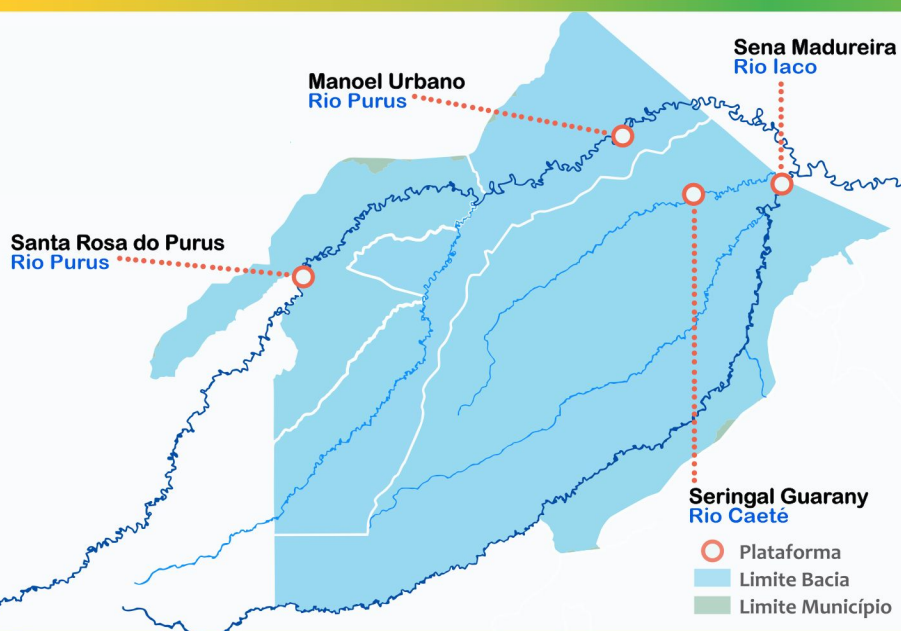 Sena Madureira
Rio Iaco
Manoel Urbano
Rio Purus
Santa Rosa do Purus
Rio Purus
Seringal Guarany
Rio Caeté
Plataforma
Limite Bacia
Limite Município